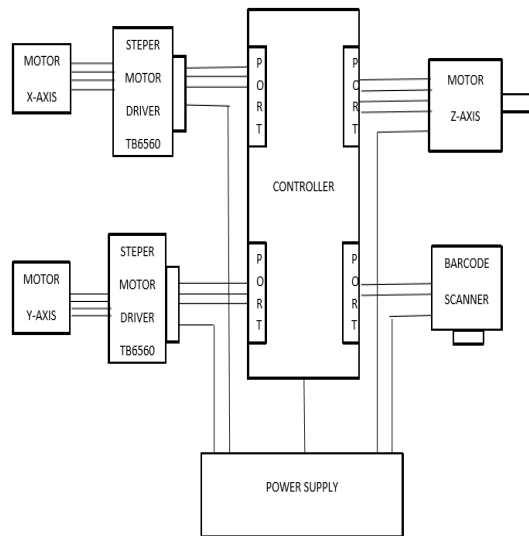 MOTOR
X-AXIS
STEPER
MOTOR
DRIVER
TB6560
P
O
R
T
CONTROLLER
P
O
R
T
MOTOR
Z-AXIS
MOTOR
Y-AXIS
STEPER
MOTOR
DRIVER
TB6560
P
O
R
T
P
O
R
T
BARCODE
SCANNER
POWER SUPPLY